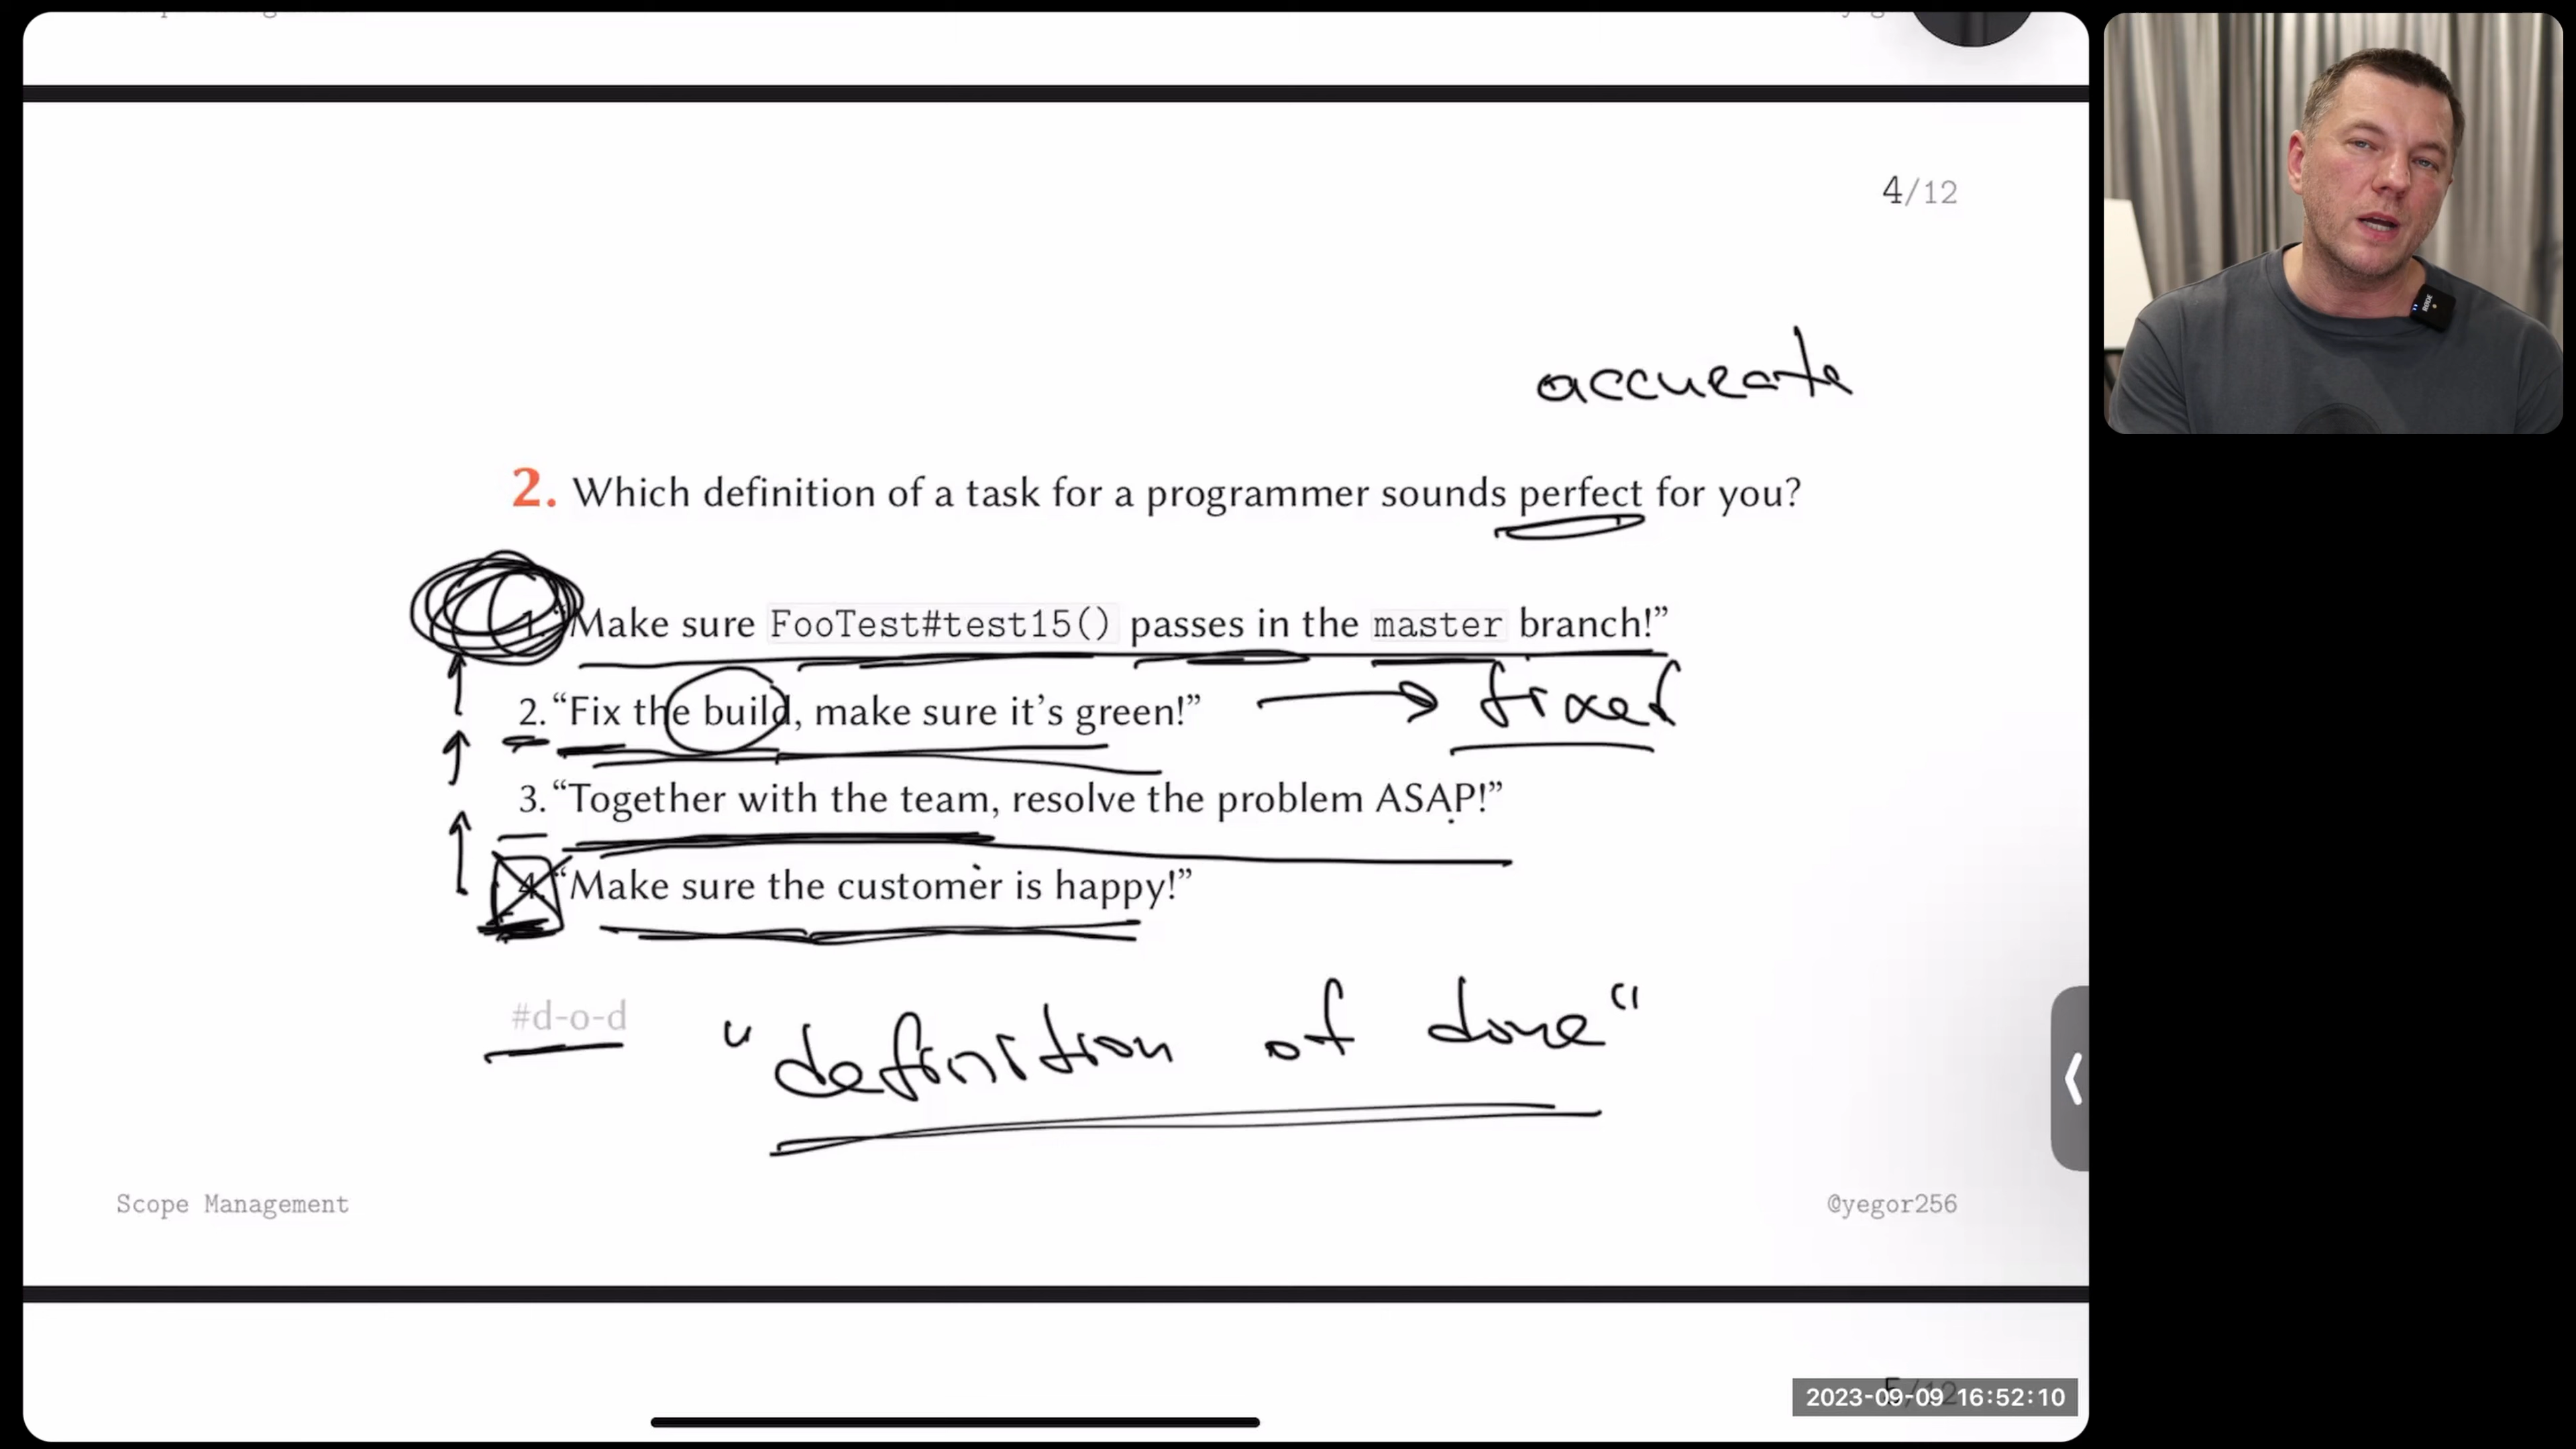 4/12
accurate
2. Which definition of a task for a programmer sounds perfect for you?
1. “Make sure FooTest#test15() passes in the master branch!”
2. “Fix the build, make sure it’s green!” fixed
3. “Together with the team, resolve the problem ASAP!”
4. “Make sure the customer is happy!”
#d-o-d "definition of done"
Scope Management @yegor256
5/12
2023-09-09 16:52:10